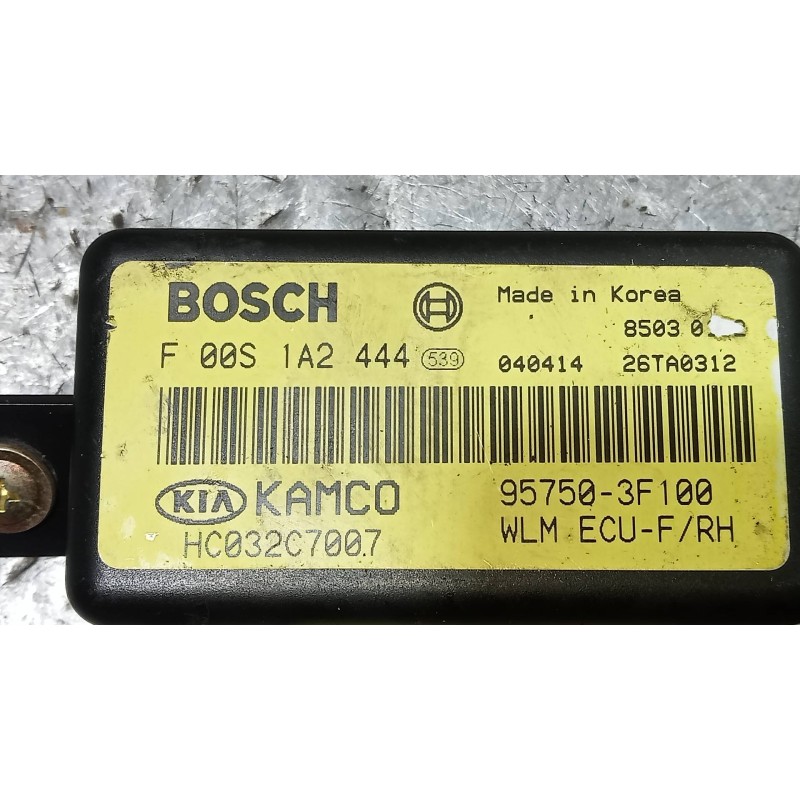 BOSCH
Made in Korea
8503
F 00S 1A2 444 539
040414 26TA0312
KIA KAMCO
95750-3F100
HC032C7007
WLM ECU-F/RH